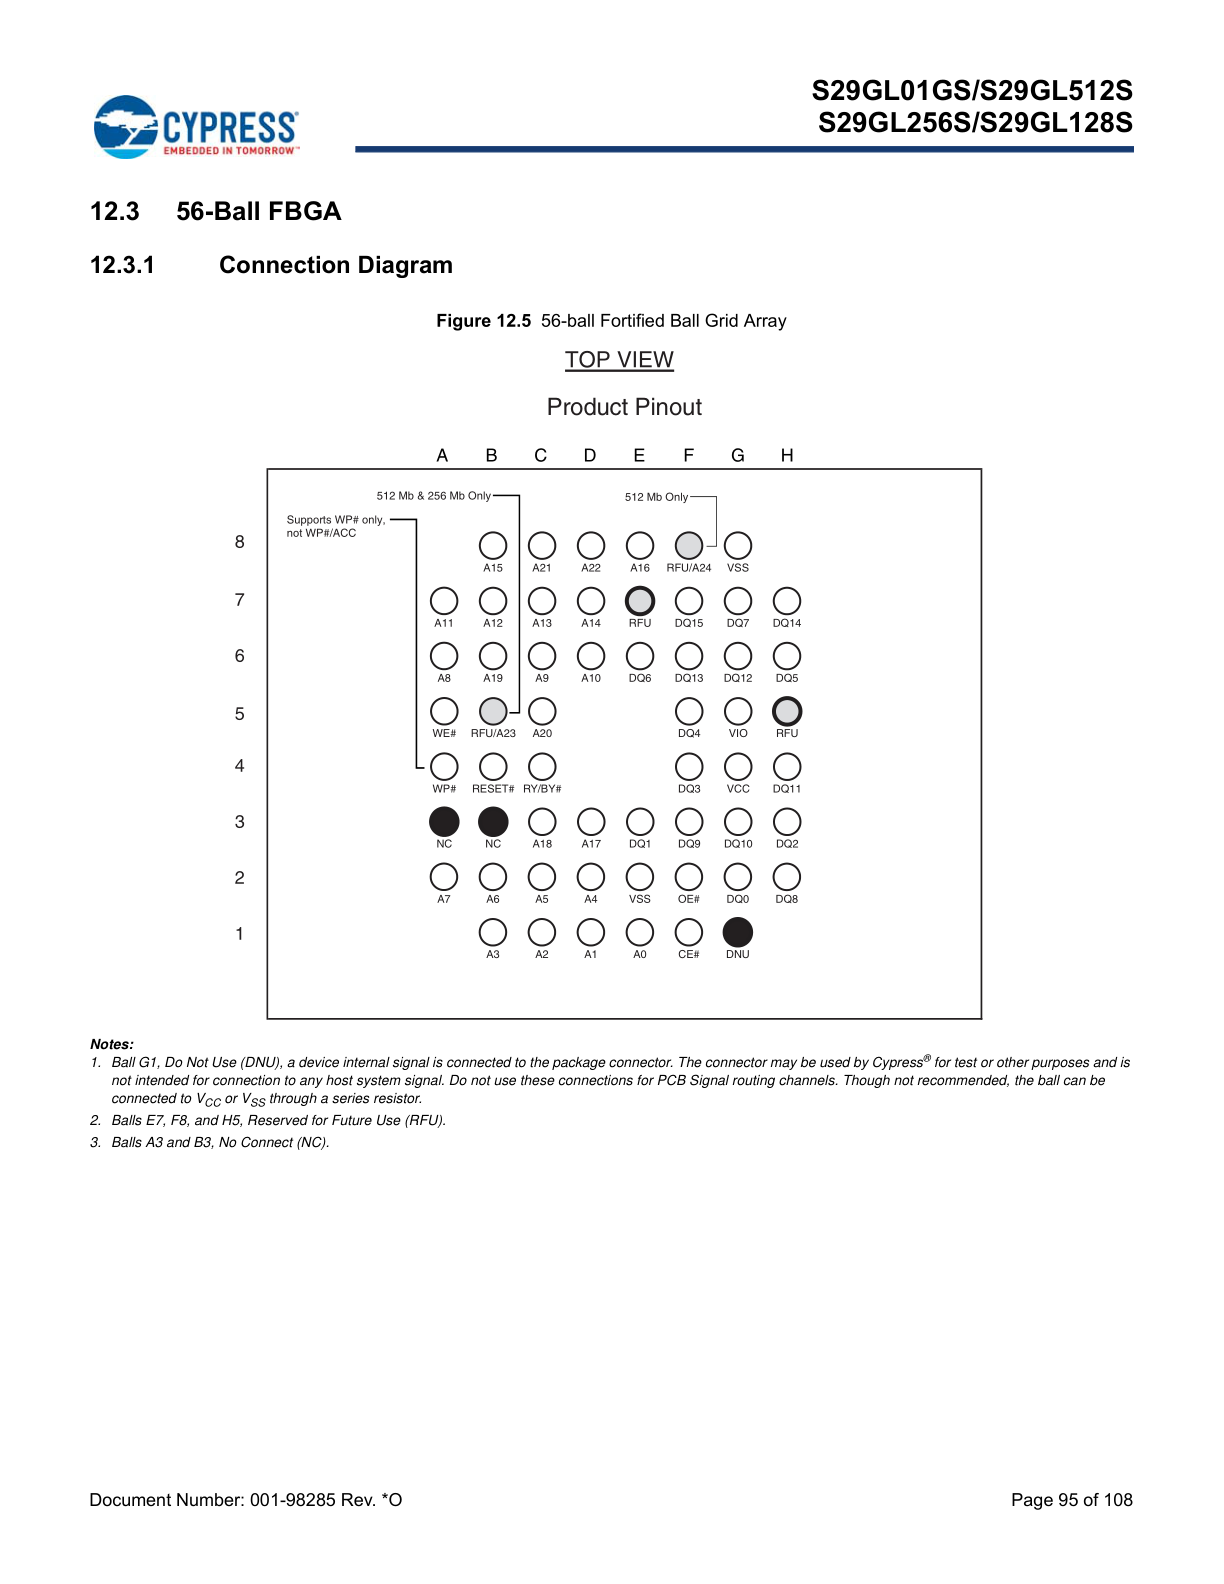 CYPRESS®
EMBEDDED IN TOMORROW™
S29GL01GS/S29GL512S
S29GL256S/S29GL128S
12.3 56-Ball FBGA
12.3.1 Connection Diagram
Figure 12.5 56-ball Fortified Ball Grid Array
TOP VIEW
Product Pinout
A B C D E F G H
512 Mb & 256 Mb Only 512 Mb Only
Supports WP# only,
not WP#/ACC
8
A15 A21 A22 A16 RFU/A24 VSS
7
A11 A12 A13 A14 RFU DQ15 DQ7 DQ14
6
A8 A19 A9 A10 DQ6 DQ13 DQ12 DQ5
5
WE# RFU/A23 A20 DQ4 VIO RFU
4
WP# RESET# RY/BY# DQ3 VCC DQ11
3
NC NC A18 A17 DQ1 DQ9 DQ10 DQ2
2
A7 A6 A5 A4 VSS OE# DQ0 DQ8
1
A3 A2 A1 A0 CE# DNU
Notes:
1. Ball G1, Do Not Use (DNU), a device internal signal is connected to the package connector. The connector may be used by Cypress® for test or other purposes and is
not intended for connection to any host system signal. Do not use these connections for PCB Signal routing channels. Though not recommended, the ball can be
connected to VCC or VSS through a series resistor.
2. Balls E7, F8, and H5, Reserved for Future Use (RFU).
3. Balls A3 and B3, No Connect (NC).
Document Number: 001-98285 Rev. *O Page 95 of 108